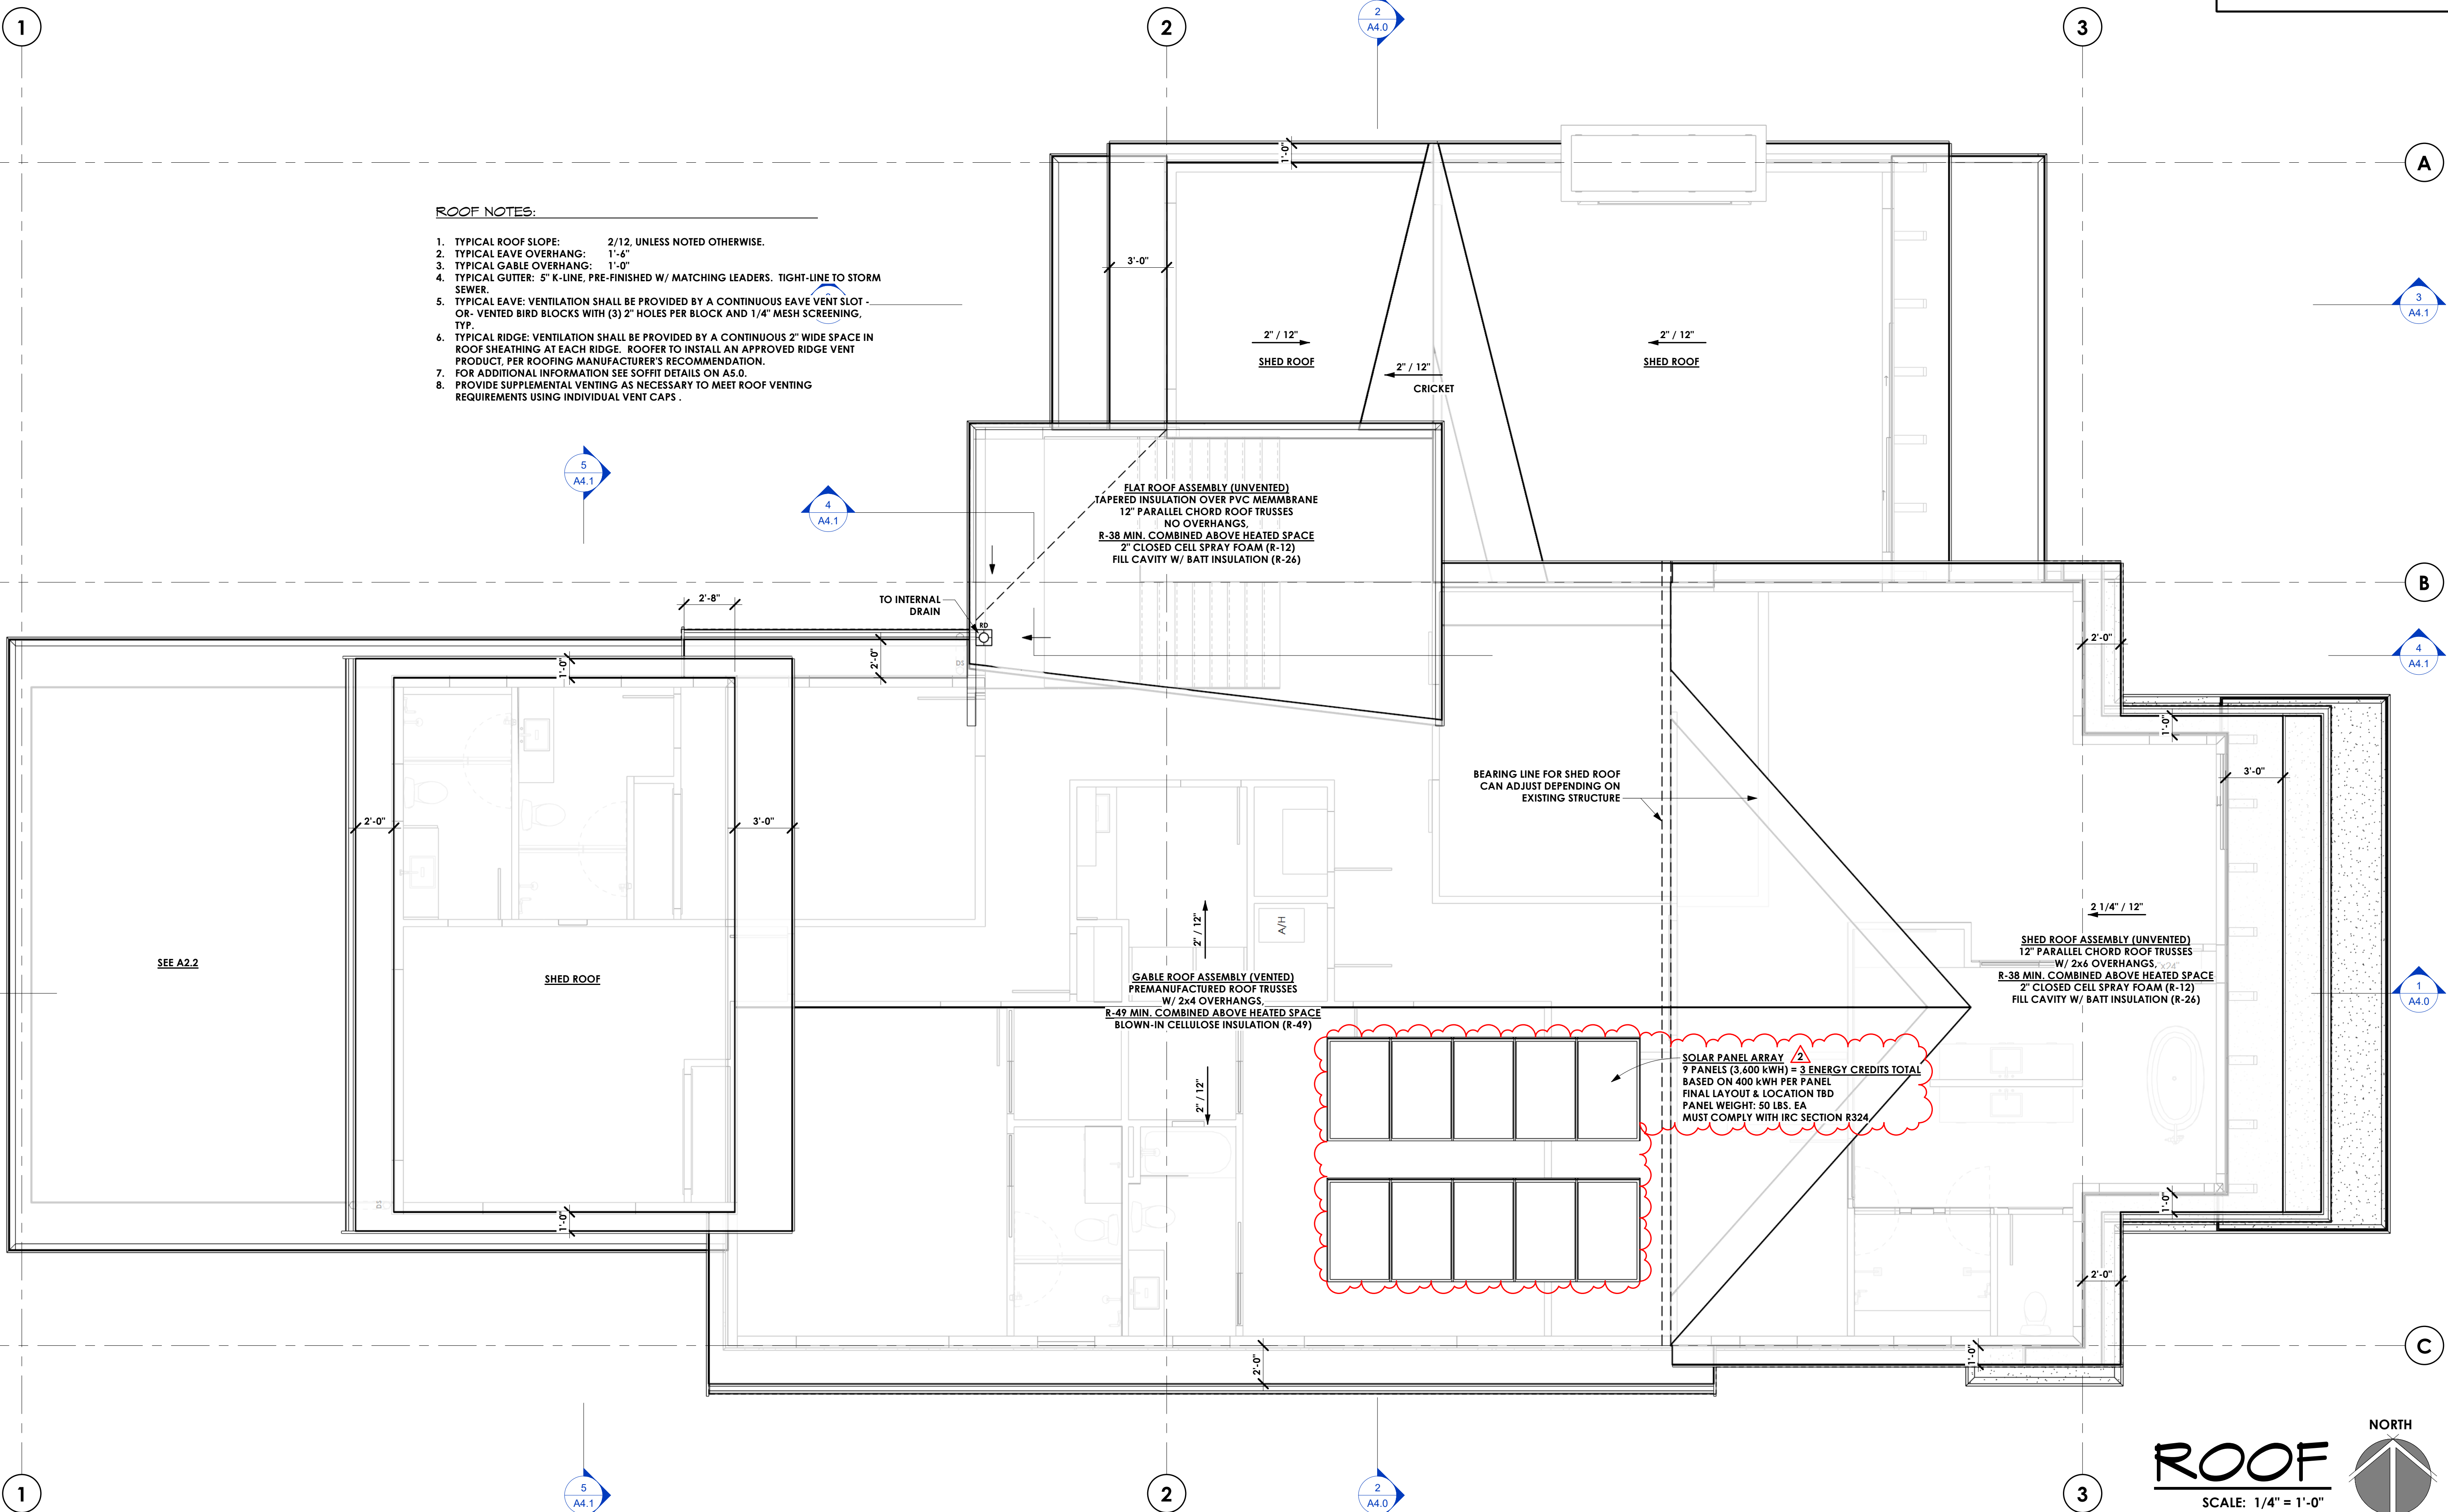 1
2
2
A4.0
3
A
ROOF NOTES:
1. TYPICAL ROOF SLOPE: 2/12, UNLESS NOTED OTHERWISE.
2. TYPICAL EAVE OVERHANG: 1'-6"
3. TYPICAL GABLE OVERHANG: 1'-0"
4. TYPICAL GUTTER: 5" K-LINE, PRE-FINISHED W/ MATCHING LEADERS. TIGHT-LINE TO STORM
SEWER.
5. TYPICAL EAVE: VENTILATION SHALL BE PROVIDED BY A CONTINUOUS EAVE VENT SLOT -
OR- VENTED BIRD BLOCKS WITH (3) 2" HOLES PER BLOCK AND 1/4" MESH SCREENING,
TYP.
6. TYPICAL RIDGE: VENTILATION SHALL BE PROVIDED BY A CONTINUOUS 2" WIDE SPACE IN
ROOF SHEATHING AT EACH RIDGE. ROOFER TO INSTALL AN APPROVED RIDGE VENT
PRODUCT, PER ROOFING MANUFACTURER'S RECOMMENDATION.
7. FOR ADDITIONAL INFORMATION SEE SOFFIT DETAILS ON A5.0.
8. PROVIDE SUPPLEMENTAL VENTING AS NECESSARY TO MEET ROOF VENTING
REQUIREMENTS USING INDIVIDUAL VENT CAPS .
1'-0"
3'-0"
2" / 12"
SHED ROOF
2" / 12"
CRICKET
2" / 12"
SHED ROOF
3
A4.1
5
A4.1
4
A4.1
FLAT ROOF ASSEMBLY (UNVENTED)
TAPERED INSULATION OVER PVC MEMMBRANE
12" PARALLEL CHORD ROOF TRUSSES
NO OVERHANGS,
R-38 MIN. COMBINED ABOVE HEATED SPACE
2" CLOSED CELL SPRAY FOAM (R-12)
FILL CAVITY W/ BATT INSULATION (R-26)
B
TO INTERNAL
DRAIN
RD
DS
2'-8"
2'-0"
1'-0"
2'-0"
4
A4.1
1'-0"
3'-0"
BEARING LINE FOR SHED ROOF
CAN ADJUST DEPENDING ON
EXISTING STRUCTURE
2'-0"
3'-0"
A/H
2" / 12"
2 1/4" / 12"
SEE A2.2
SHED ROOF
GABLE ROOF ASSEMBLY (VENTED)
PREMANUFACTURED ROOF TRUSSES
W/ 2x4 OVERHANGS,
R-49 MIN. COMBINED ABOVE HEATED SPACE
BLOWN-IN CELLULOSE INSULATION (R-49)
SHED ROOF ASSEMBLY (UNVENTED)
12" PARALLEL CHORD ROOF TRUSSES
W/ 2x6 OVERHANGS,
R-38 MIN. COMBINED ABOVE HEATED SPACE
2" CLOSED CELL SPRAY FOAM (R-12)
FILL CAVITY W/ BATT INSULATION (R-26)
1
A4.0
SOLAR PANEL ARRAY 2
9 PANELS (3,600 kWH) = 3 ENERGY CREDITS TOTAL
BASED ON 400 kWH PER PANEL
FINAL LAYOUT & LOCATION TBD
PANEL WEIGHT: 50 LBS. EA
MUST COMPLY WITH IRC SECTION R324
2" / 12"
DS
1'-0"
1'-0"
2'-0"
2'-0"
1'-0"
C
NORTH
ROOF
SCALE: 1/4" = 1'-0"
1
5
A4.1
2
2
A4.0
3